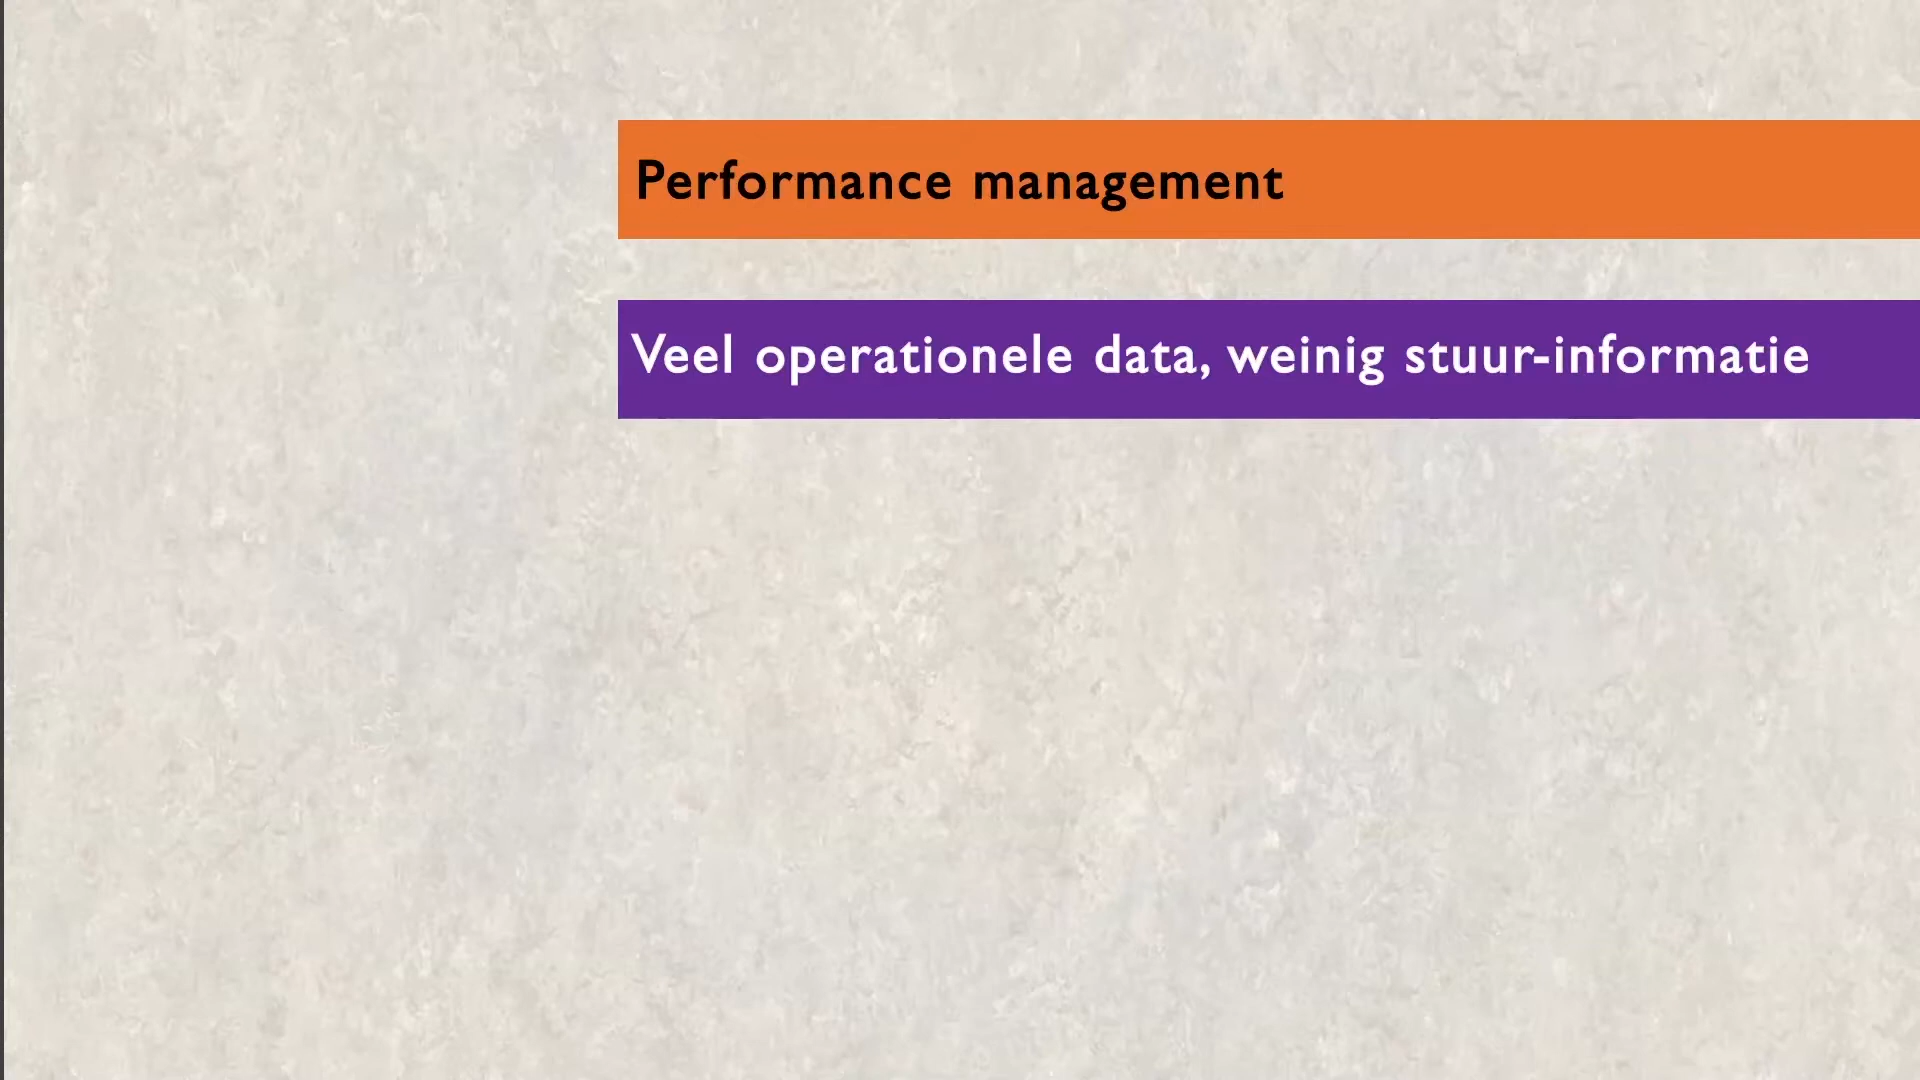 Performance management
Veel operationele data, weinig stuur-informatie